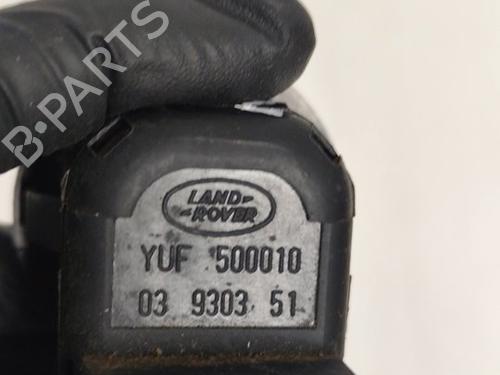 B-PARTS
LAND-
-ROVER
YUF 500010
03 9303 51